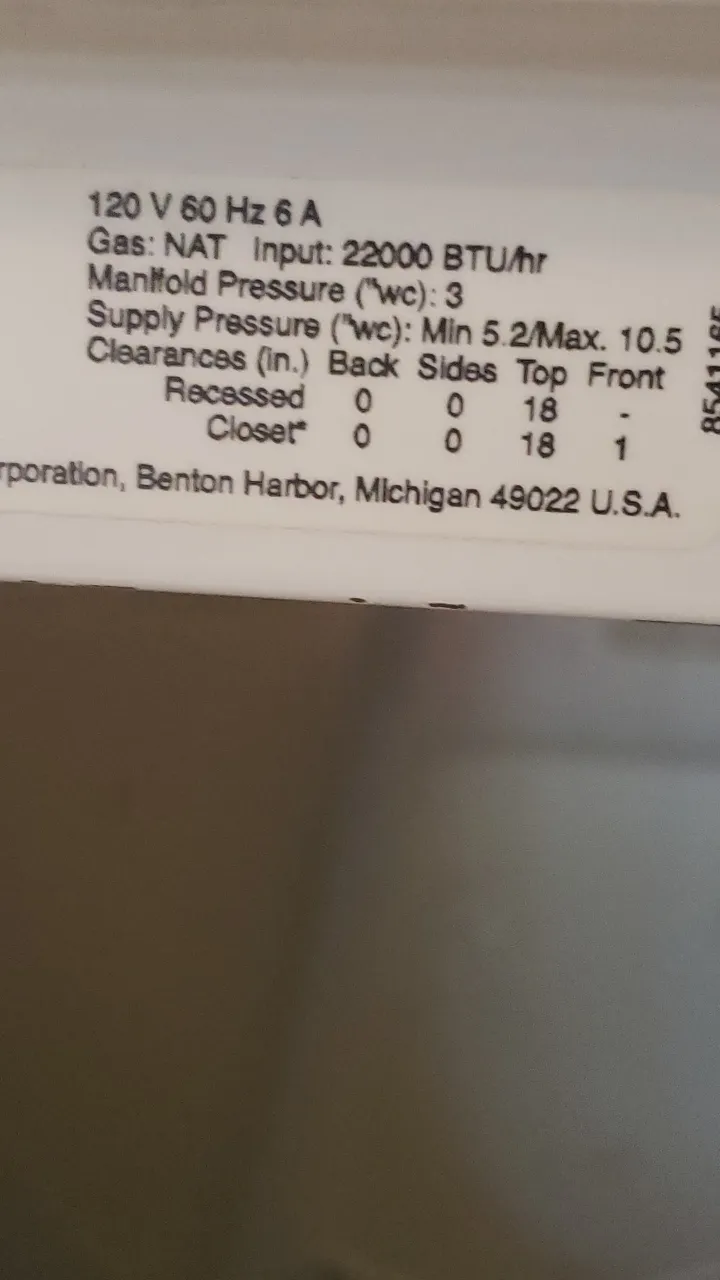 120 V 60 Hz 6 A
Gas: NAT Input: 22000 BTU/hr
Manifold Pressure ("wc): 3
Supply Pressure ("wc): Min 5.2/Max. 10.5
Clearances (in.) Back Sides Top Front
Recessed 0 0 18 -
Closet* 0 0 18 1
rporation, Benton Harbor, Michigan 49022 U.S.A.